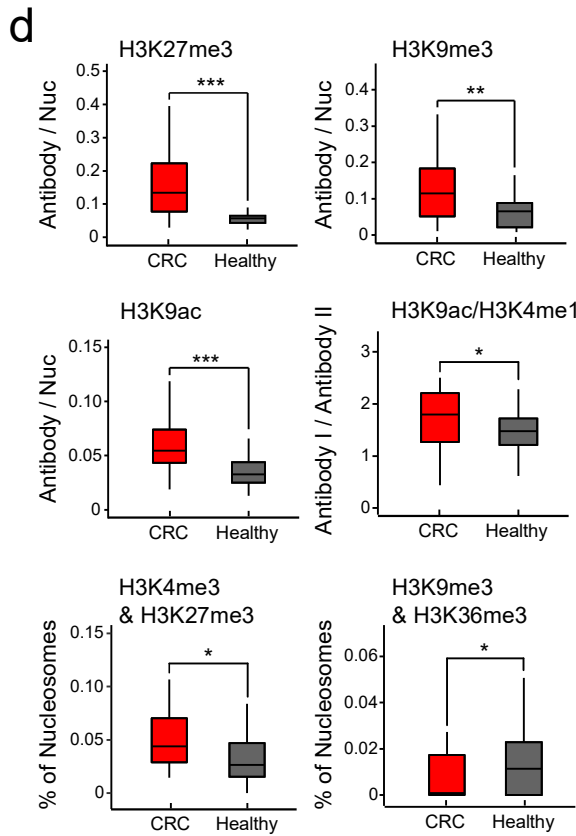 d
H3K27me3
Antibody / Nuc
0.5
0.4
0.3
0.2
0.1
0
***
CRC
Healthy
H3K9me3
Antibody / Nuc
0.4
0.3
0.2
0.1
0
**
CRC
Healthy
H3K9ac
Antibody / Nuc
0.15
0.10
0.05
0
***
CRC
Healthy
H3K9ac/H3K4me1
Antibody I / Antibody II
3
2
1
0
*
CRC
Healthy
H3K4me3
& H3K27me3
% of Nucleosomes
0.15
0.10
0.05
0
*
CRC
Healthy
H3K9me3
& H3K36me3
% of Nucleosomes
0.06
0.04
0.02
0
*
CRC
Healthy